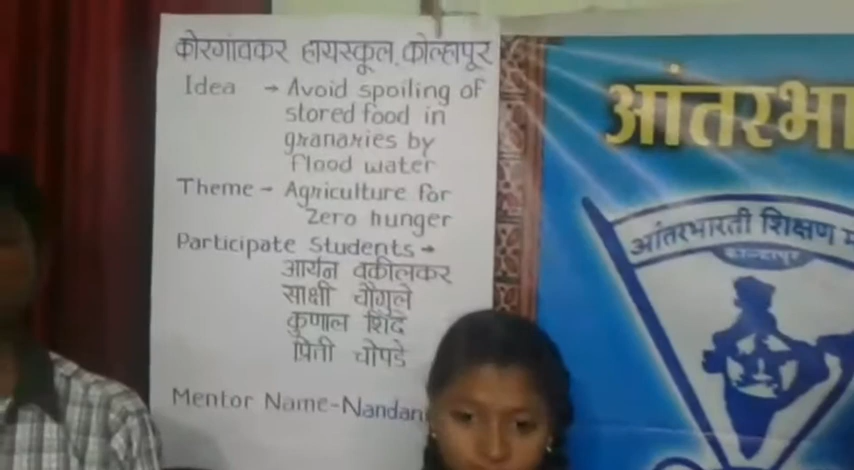 कोरगांवकर हायस्कूल, कोल्हापूर
Idea → Avoid spoiling of
stored food in
granaries by
flood water
Theme - Agriculture for
Zero hunger
Participate Students →
आर्यन वकीलकर
साक्षी चौगुले
कुणाल शिंदे
प्रिती चोपडे
Mentor Name-Nandan
आंतरभा
आंतरभारती शिक्षण म